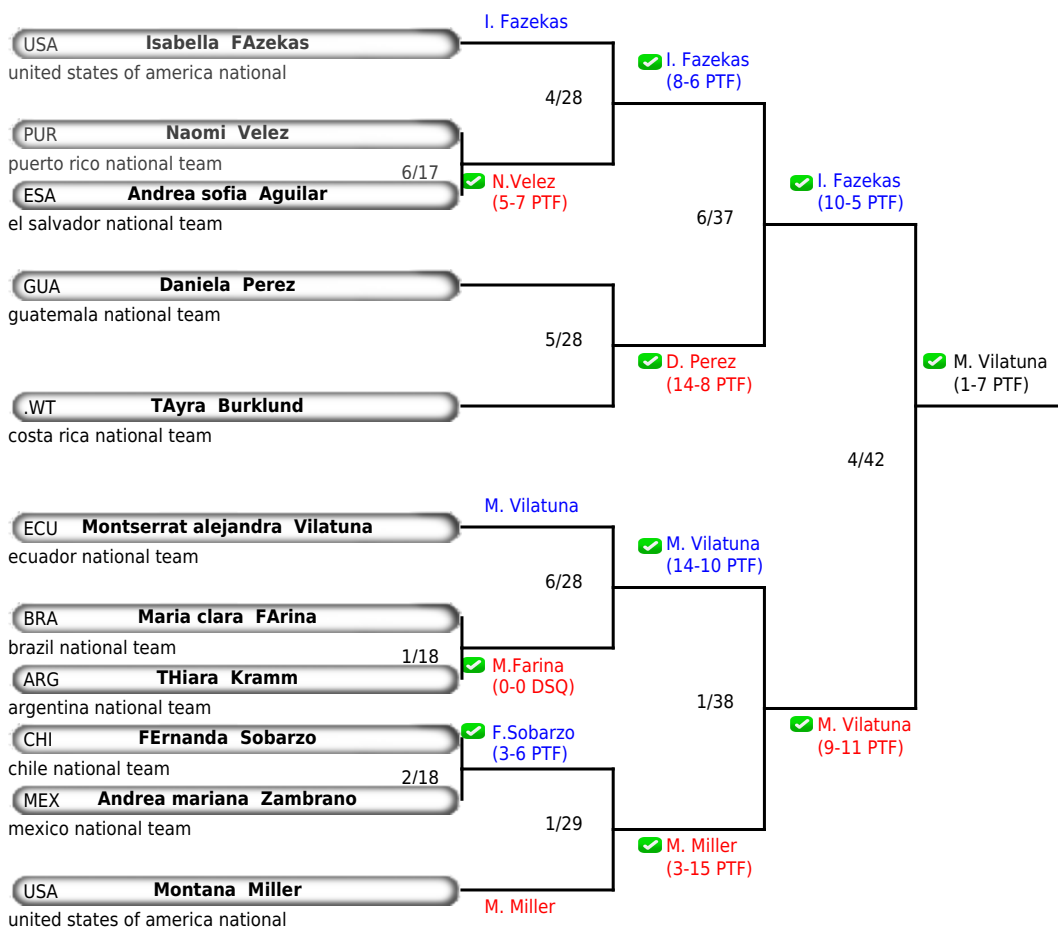 I. Fazekas
USA Isabella FAzekas
united states of america national
I. Fazekas
(8-6 PTF)
4/28
PUR Naomi Velez
puerto rico national team
6/17
N.Velez
(5-7 PTF)
ESA Andrea sofia Aguilar
el salvador national team
I. Fazekas
(10-5 PTF)
6/37
GUA Daniela Perez
guatemala national team
5/28
D. Perez
(14-8 PTF)
M. Vilatuna
(1-7 PTF)
.WT TAyra Burklund
costa rica national team
4/42
M. Vilatuna
ECU Montserrat alejandra Vilatuna
ecuador national team
M. Vilatuna
(14-10 PTF)
6/28
BRA Maria clara FArina
brazil national team
1/18
M.Farina
(0-0 DSQ)
ARG THiara Kramm
argentina national team
1/38
CHI FErnanda Sobarzo
chile national team
F.Sobarzo
(3-6 PTF)
M. Vilatuna
(9-11 PTF)
2/18
MEX Andrea mariana Zambrano
mexico national team
1/29
M. Miller
(3-15 PTF)
USA Montana Miller
united states of america national
M. Miller